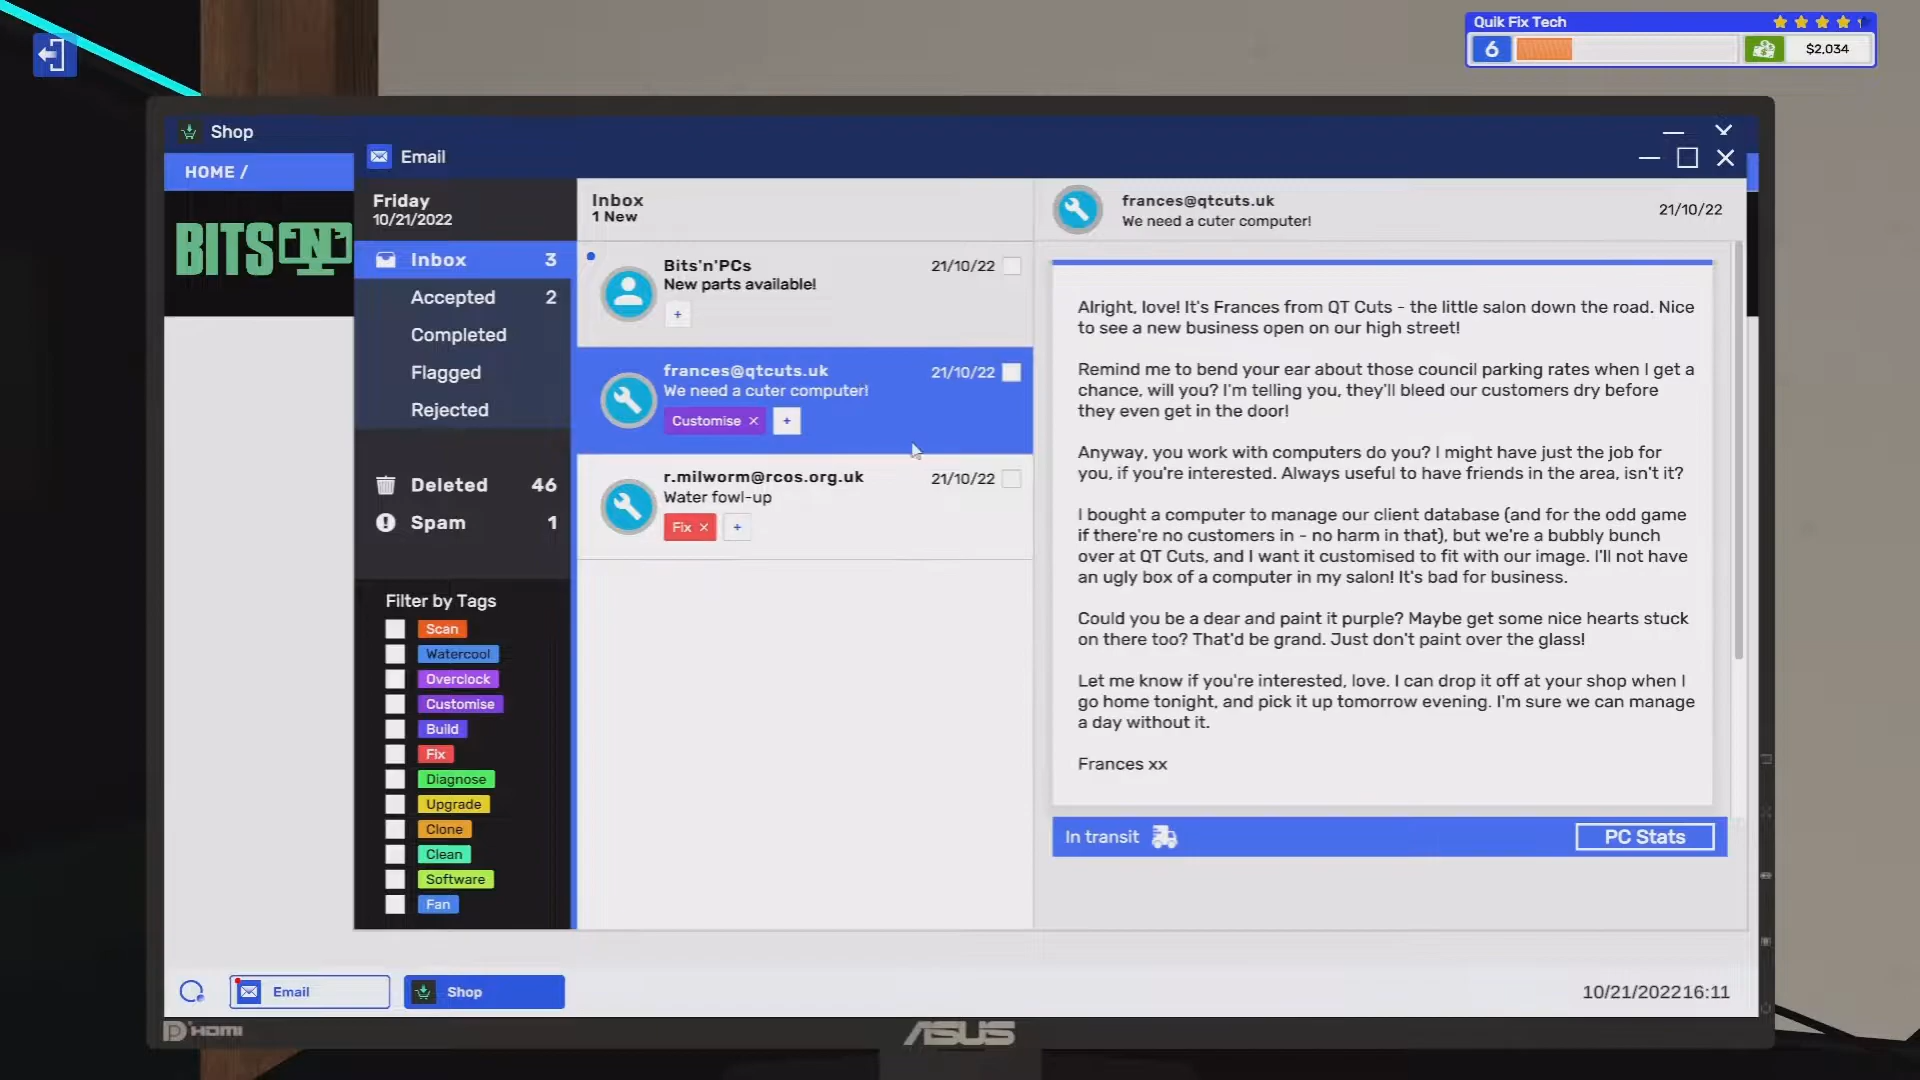 Quik Fix Tech
6
$2,034
Shop
HOME /
BITS'N'
Email
Friday
10/21/2022
Inbox 3
Accepted 2
Completed
Flagged
Rejected
Deleted 46
Spam 1
Filter by Tags
Scan
Watercool
Overclock
Customise
Build
Fix
Diagnose
Upgrade
Clone
Clean
Software
Fan
Inbox
1 New
Bits'n'PCs 21/10/22
New parts available!
+
frances@qtcuts.uk 21/10/22
We need a cuter computer!
Customise × +
r.milworm@rcos.org.uk 21/10/22
Water fowl-up
Fix × +
frances@qtcuts.uk 21/10/22
We need a cuter computer!
Alright, love! It's Frances from QT Cuts - the little salon down the road. Nice
to see a new business open on our high street!
Remind me to bend your ear about those council parking rates when I get a
chance, will you? I'm telling you, they'll bleed our customers dry before
they even get in the door!
Anyway, you work with computers do you? I might have just the job for
you, if you're interested. Always useful to have friends in the area, isn't it?
I bought a computer to manage our client database (and for the odd game
if there're no customers in - no harm in that), but we're a bubbly bunch
over at QT Cuts, and I want it customised to fit with our image. I'll not have
an ugly box of a computer in my salon! It's bad for business.
Could you be a dear and paint it purple? Maybe get some nice hearts stuck
on there too? That'd be grand. Just don't paint over the glass!
Let me know if you're interested, love. I can drop it off at your shop when I
go home tonight, and pick it up tomorrow evening. I'm sure we can manage
a day without it.
Frances xx
In transit
PC Stats
Email
Shop
10/21/2022 16:11
HDMI
ASUS